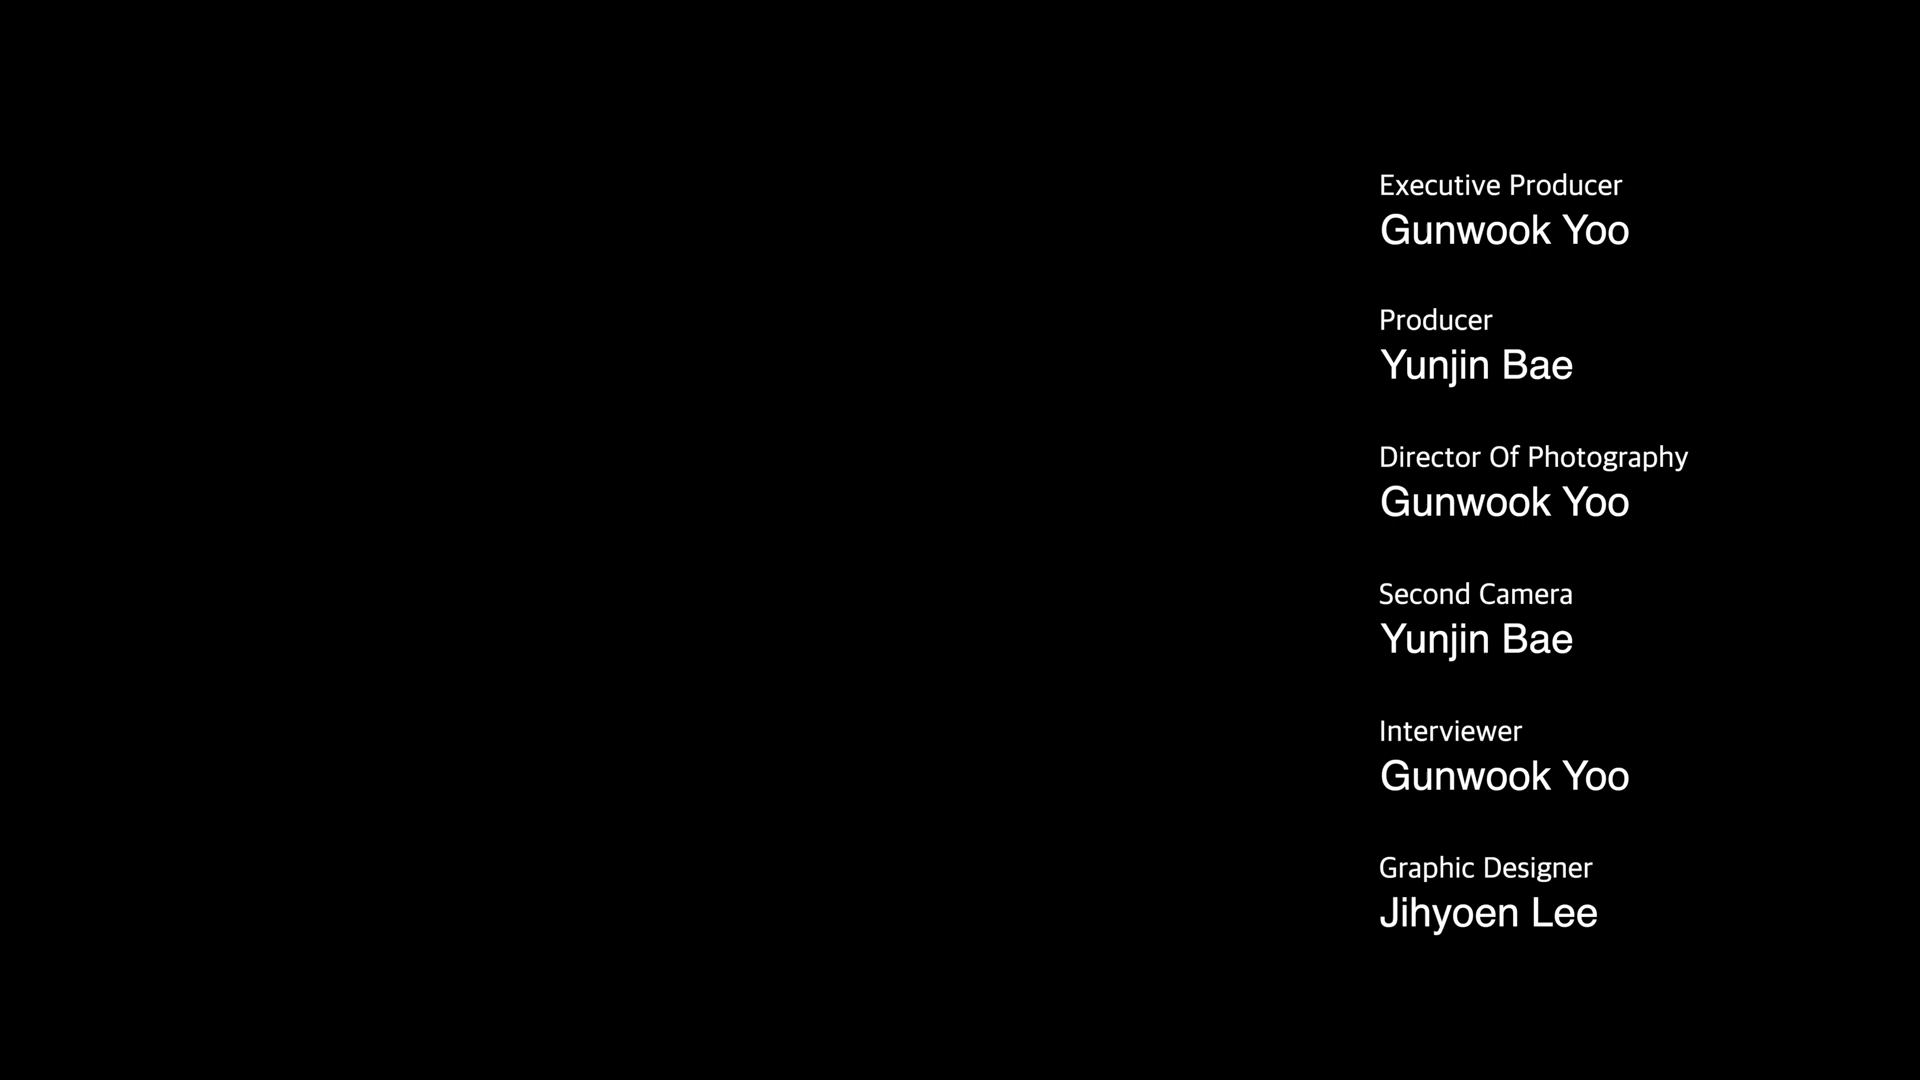 Executive Producer
Gunwook Yoo
Producer
Yunjin Bae
Director Of Photography
Gunwook Yoo
Second Camera
Yunjin Bae
Interviewer
Gunwook Yoo
Graphic Designer
Jihyoen Lee